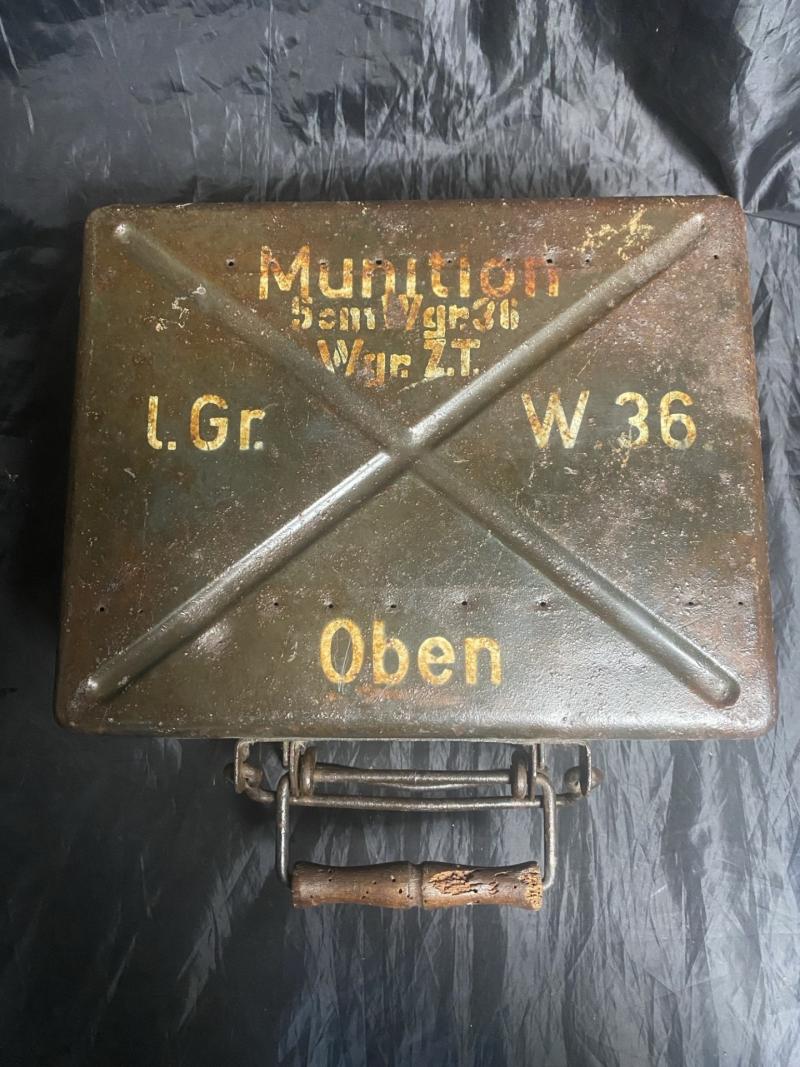 Munition
5cm Wgr.36
Wgr. Z.T.
l.Gr. W.36
Oben